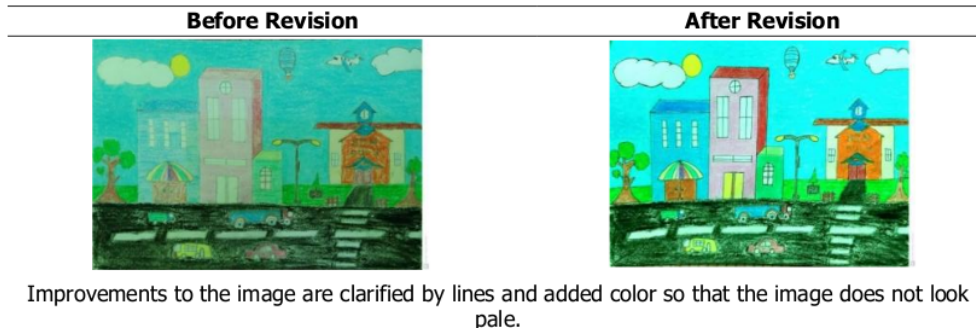 Before Revision
After Revision
Improvements to the image are clarified by lines and added color so that the image does not look
pale.